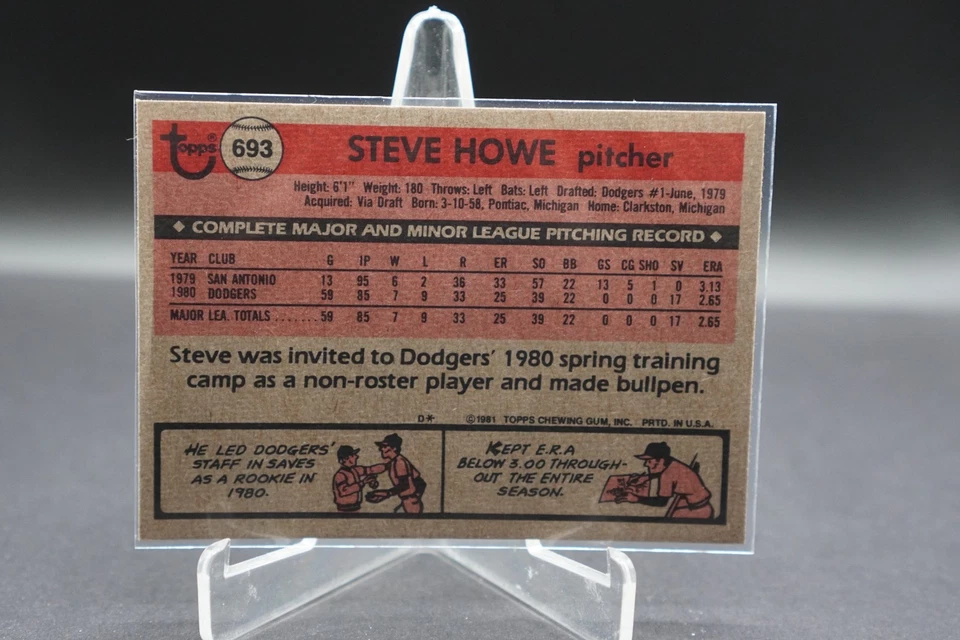 topps® 693 STEVE HOWE pitcher
Height: 6'1" Weight: 180 Throws: Left Bats: Left Drafted: Dodgers #1-June, 1979
Acquired: Via Draft Born: 3-10-58, Pontiac, Michigan Home: Clarkston, Michigan
◆ COMPLETE MAJOR AND MINOR LEAGUE PITCHING RECORD ◆
YEAR CLUB G IP W L R ER SO BB GS CG SHO SV ERA
1979 SAN ANTONIO 13 95 6 2 36 33 57 22 13 5 1 0 3.13
1980 DODGERS 59 85 7 9 33 25 39 22 0 0 0 17 2.65
MAJOR LEA. TOTALS ....... 59 85 7 9 33 25 39 22 0 0 0 17 2.65
Steve was invited to Dodgers' 1980 spring training
camp as a non-roster player and made bullpen.
D* ©1981 TOPPS CHEWING GUM, INC. PRTD. IN U.S.A.
HE LED DODGERS'
STAFF IN SAVES
AS A ROOKIE IN
1980.
KEPT E.R.A
BELOW 3.00 THROUGH-
OUT THE ENTIRE
SEASON.